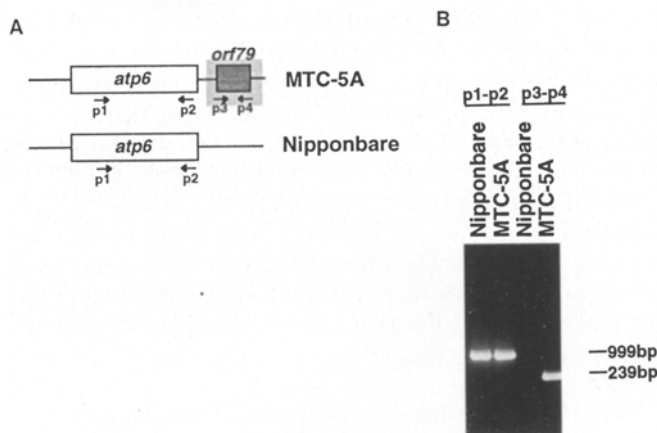 A
orf79
atp6
MTC-5A
p1
p2
p3
p4
atp6
Nipponbare
p1
p2
B
p1-p2 p3-p4
Nipponbare
MTC-5A
Nipponbare
MTC-5A
999bp
239bp